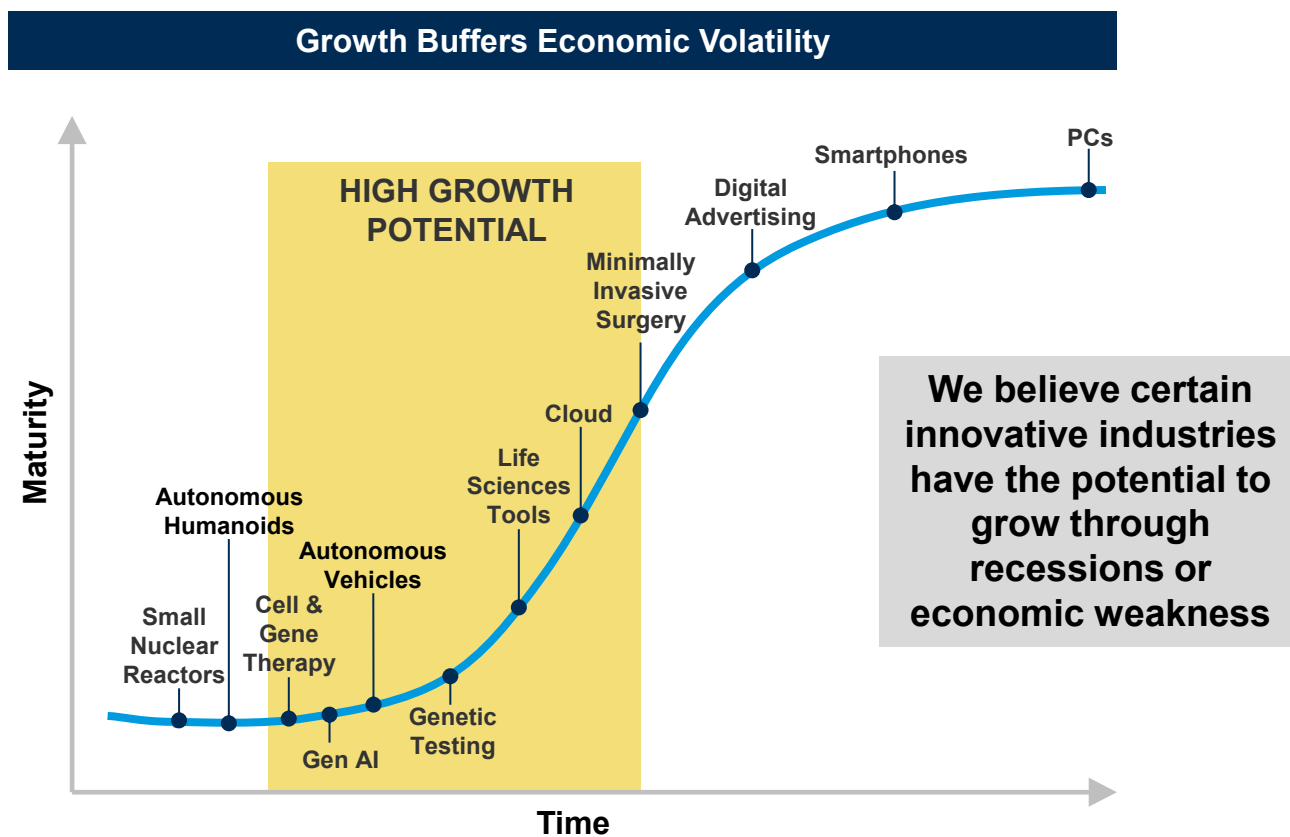 Growth Buffers Economic Volatility
HIGH GROWTH
POTENTIAL
PCs
Smartphones
Digital
Advertising
Minimally
Invasive
Surgery
Cloud
Life
Sciences
Tools
Autonomous
Humanoids
Autonomous
Vehicles
Cell &
Gene
Therapy
Small
Nuclear
Reactors
Genetic
Testing
Gen AI
Maturity
Time
We believe certain
innovative industries
have the potential to
grow through
recessions or
economic weakness